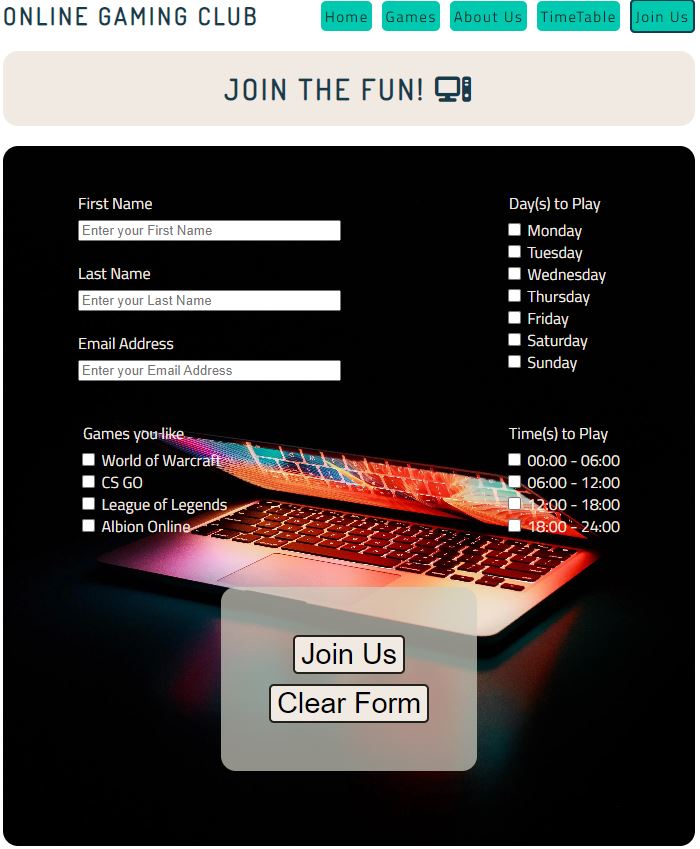 ONLINE GAMING CLUB
Home Games About Us TimeTable Join Us
JOIN THE FUN!
First Name
Enter your First Name
Last Name
Enter your Last Name
Email Address
Enter your Email Address
Day(s) to Play
Monday
Tuesday
Wednesday
Thursday
Friday
Saturday
Sunday
Games you like
World of Warcraft
CS GO
League of Legends
Albion Online
Time(s) to Play
00:00 - 06:00
06:00 - 12:00
12:00 - 18:00
18:00 - 24:00
Join Us
Clear Form